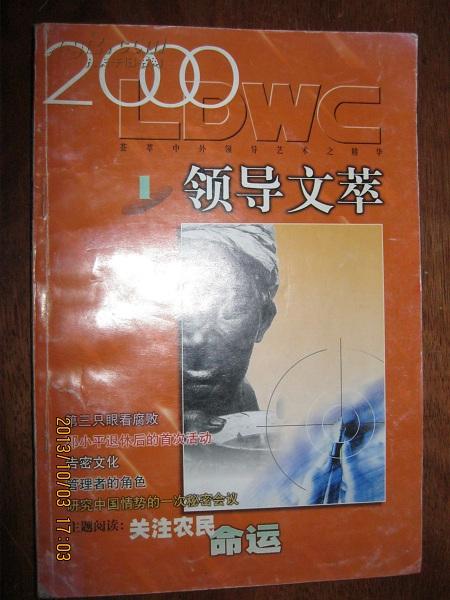 2000
LDWC
荟萃中外领导艺术之精华
1
领导文萃
第三只眼看腐败
邓小平退休后的首次活动
告密文化
管理者的角色
研究中国情势的一次秘密会议
主题阅读:关注农民命运
2013/10/03 17:03